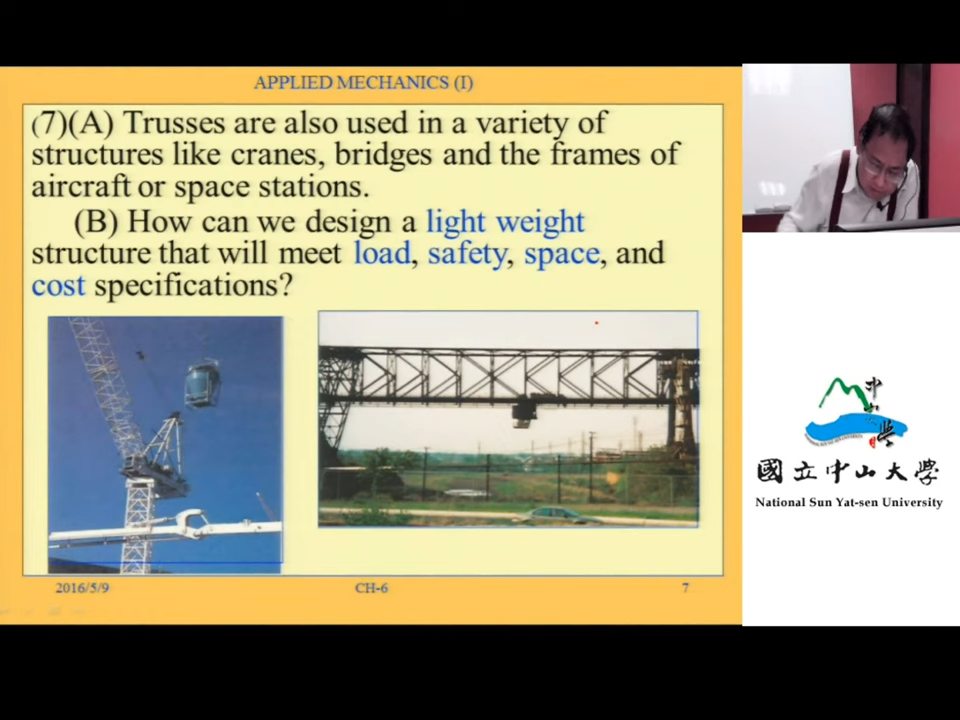 APPLIED MECHANICS (I)
(7)(A) Trusses are also used in a variety of
structures like cranes, bridges and the frames of
aircraft or space stations.
(B) How can we design a light weight
structure that will meet load, safety, space, and
cost specifications?
2016/5/9
CH-6
7
國立中山大學
National Sun Yat-sen University